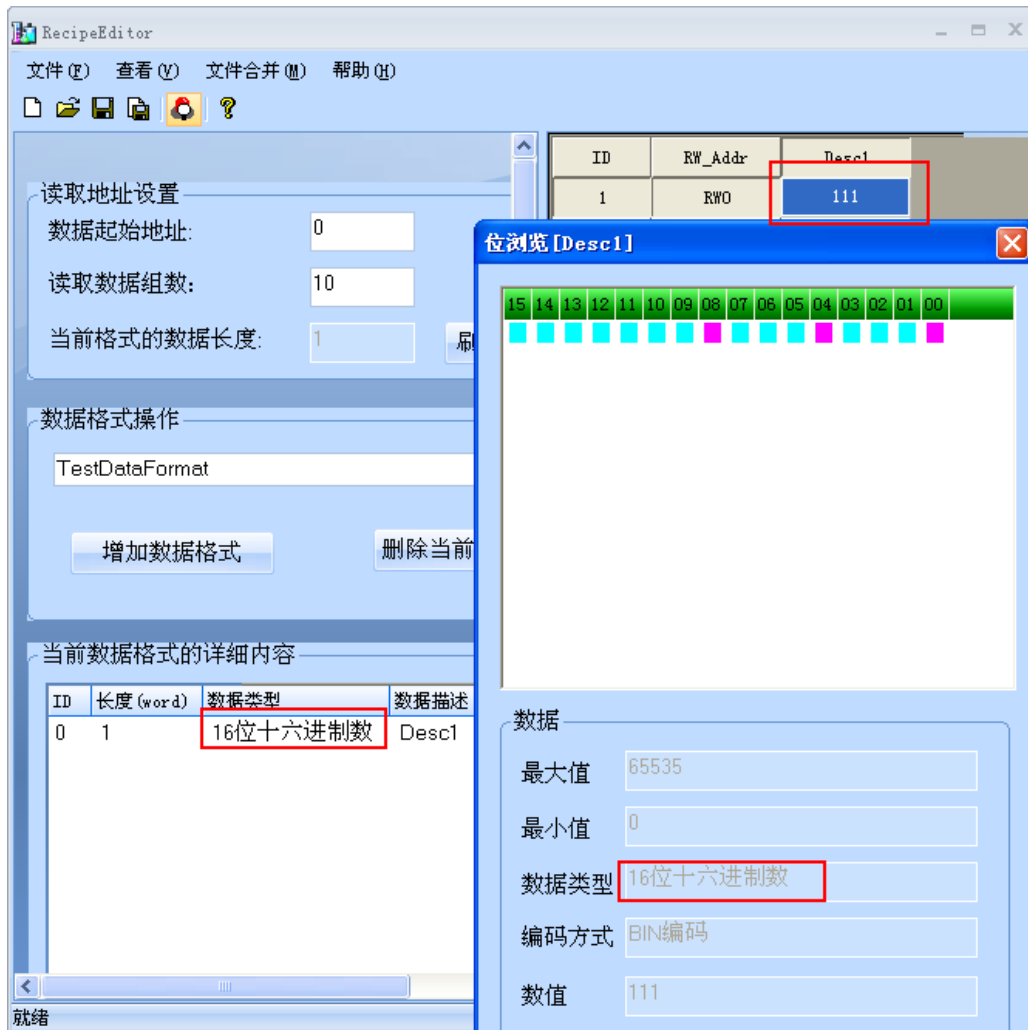 RecipeEditor
文件(F) 查看(V) 文件合并(M) 帮助(H)
读取地址设置
数据起始地址: 0
读取数据组数: 10
当前格式的数据长度: 1
刷
数据格式操作
TestDataFormat
增加数据格式 删除当前
当前数据格式的详细内容
ID 长度(word) 数据类型 数据描述
0 1 16位十六进制数 Desc1
就绪
ID RW_Addr Desc1
1 RW0 111
位浏览[Desc1]
15 14 13 12 11 10 09 08 07 06 05 04 03 02 01 00
数据
最大值 65535
最小值 0
数据类型 16位十六进制数
编码方式 BIN编码
数值 111